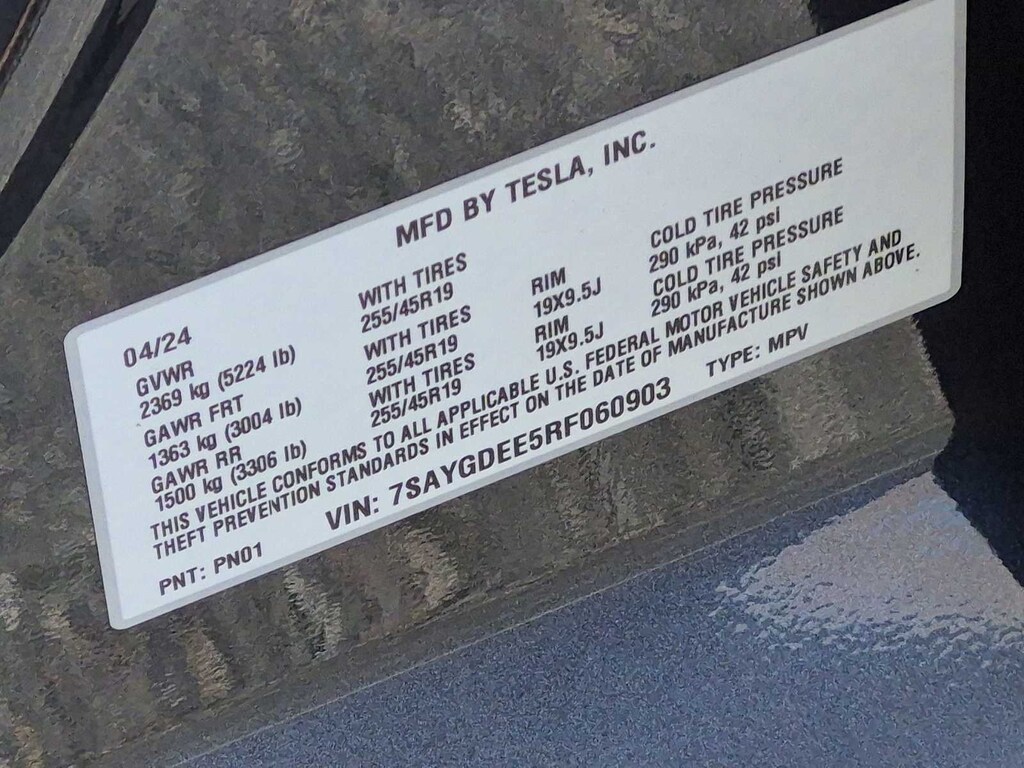 MFD BY TESLA, INC.
04/24
GVWR WITH TIRES RIM COLD TIRE PRESSURE
2369 kg (5224 lb) 255/45R19 19X9.5J 290 kPa, 42 psi
GAWR FRT WITH TIRES RIM COLD TIRE PRESSURE
1363 kg (3004 lb) 255/45R19 19X9.5J 290 kPa, 42 psi
GAWR RR WITH TIRES
1500 kg (3306 lb) 255/45R19
THIS VEHICLE CONFORMS TO ALL APPLICABLE U.S. FEDERAL MOTOR VEHICLE SAFETY AND
THEFT PREVENTION STANDARDS IN EFFECT ON THE DATE OF MANUFACTURE SHOWN ABOVE.
VIN: 7SAYGDEE5RF060903 TYPE: MPV
PNT: PN01